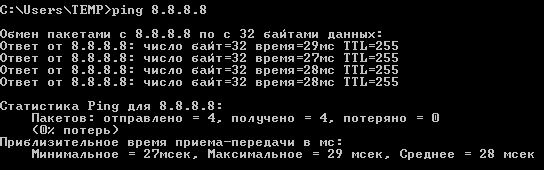 C:\Users\TEMP>ping 8.8.8.8
Обмен пакетами с 8.8.8.8 по с 32 байтами данных:
Ответ от 8.8.8.8: число байт=32 время=29мс TTL=255
Ответ от 8.8.8.8: число байт=32 время=27мс TTL=255
Ответ от 8.8.8.8: число байт=32 время=28мс TTL=255
Ответ от 8.8.8.8: число байт=32 время=28мс TTL=255
Статистика Ping для 8.8.8.8:
Пакетов: отправлено = 4, получено = 4, потеряно = 0
(0% потерь)
Приблизительное время приема-передачи в мс:
Минимальное = 27мсек, Максимальное = 29 мсек, Среднее = 28 мсек